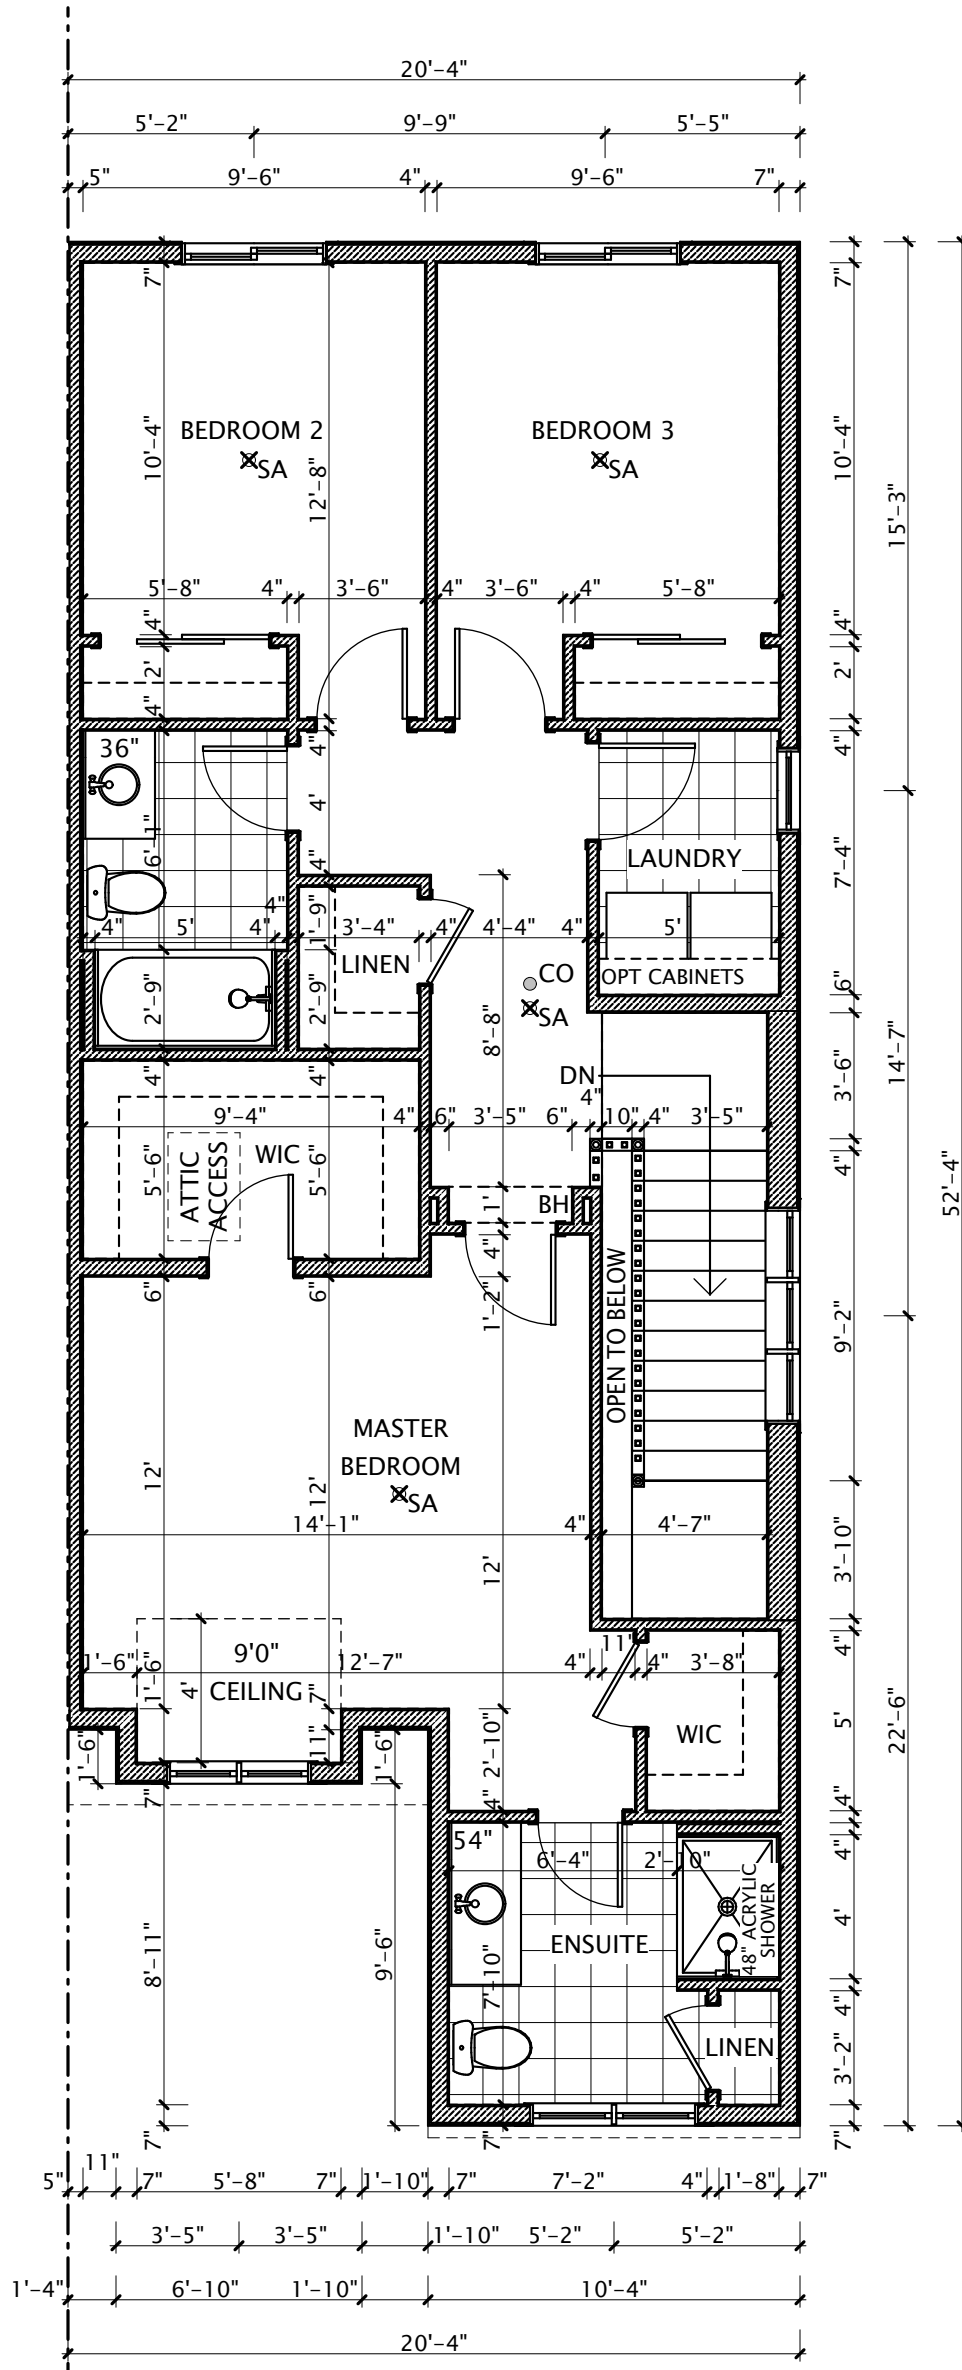 20'-4"
5'-2" 9'-9" 5'-5"
5" 9'-6" 4" 9'-6" 7"
7" 7"
BEDROOM 2 BEDROOM 3
SA SA
10'-4" 12'-8" 10'-4" 15'-3"
5'-8" 4" 3'-6" 4" 3'-6" 4" 5'-8"
4" 4"
2' 2'
4" 4" 4"
36"
4'
6'-1" 4" LAUNDRY 7'-4"
4"
4" 5' 4" 1'-9" 3'-4" 4" 4'-4" 4" 5'
LINEN CO OPT CABINETS 6"
SA
2'-9" 2'-9" 8'-8" 14'-7"
4" 4" DN 3'-6"
4"
9'-4" 4" 6" 3'-5" 6" 10" 4" 3'-5"
5'-6" ATTIC ACCESS WIC 5'-6" 4"
1' BH
4"
52'-4"
6" 6" 1'-2" OPEN TO BELOW 9'-2"
MASTER
BEDROOM
SA
12' 12'
14'-1" 4" 4'-7"
12' 3'-10"
11"
1'-6" 1'-6" 4' 9'0" 12'-7" 4" 4" 3'-8" 4"
CEILING 7"
WIC 5' 22'-6"
1'-6" 11" 1'-6" 2'-10"
7" 4" 4"
54"
6'-4" 2'-10" 4"
48" ACRYLIC
SHOWER
8'-11" 9'-6" ENSUITE 4'
7'-10" 4"
LINEN 3'-2"
7" 7" 7"
5" 11" 7" 5'-8" 7" 1'-10" 7" 7'-2" 4" 1'-8" 7"
3'-5" 3'-5" 1'-10" 5'-2" 5'-2"
1'-4" 6'-10" 1'-10" 10'-4"
20'-4"